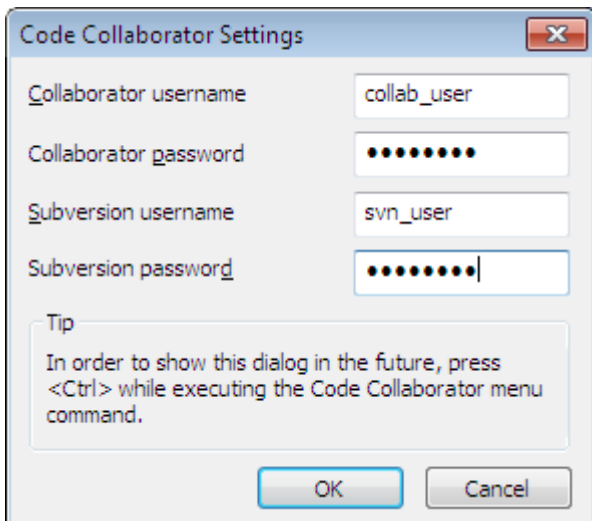 Code Collaborator Settings
Collaborator username collab_user
Collaborator password ●●●●●●●●
Subversion username svn_user
Subversion password ●●●●●●●●
Tip
In order to show this dialog in the future, press
<Ctrl> while executing the Code Collaborator menu
command.
OK Cancel